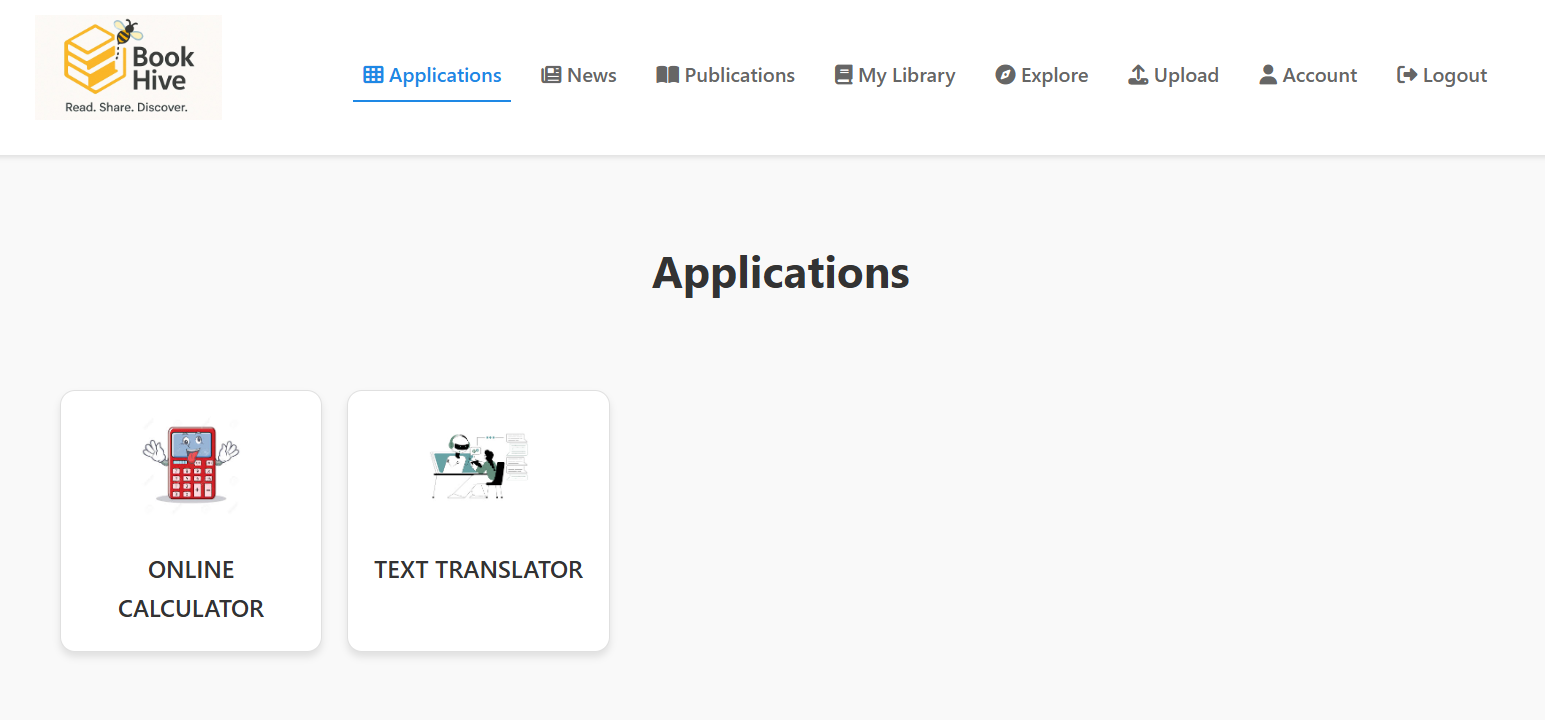 Book
Hive
Read. Share. Discover.
Applications
News
Publications
My Library
Explore
Upload
Account
Logout
Applications
ONLINE
CALCULATOR
TEXT TRANSLATOR